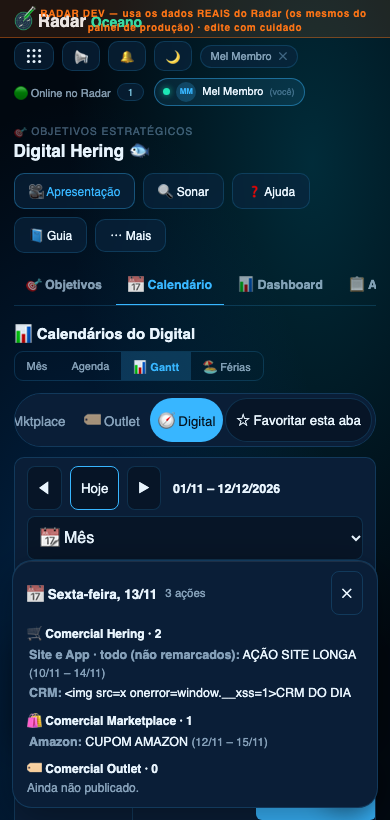 RADAR DEV — usa os dados REAIS do Radar (os mesmos do
painel de produção) · edite com cuidado
Radar Oceano
Mel Membro ✕
Online no Radar 1 MM Mel Membro (você)
OBJETIVOS ESTRATÉGICOS
Digital Hering
Apresentação Sonar Ajuda
Guia ··· Mais
Objetivos Calendário Dashboard A
Calendários do Digital
Mês Agenda Gantt Férias
Mktplace Outlet Digital ☆ Favoritar esta aba
◀ Hoje ▶ 01/11 – 12/12/2026
Mês
Sexta-feira, 13/11 3 ações ✕
Comercial Hering · 2
Site e App · todo (não remarcados): AÇÃO SITE LONGA
(10/11 – 14/11)
CRM: <img src=x onerror=window.__xss=1>CRM DO DIA
Comercial Marketplace · 1
Amazon: CUPOM AMAZON (12/11 – 15/11)
Comercial Outlet · 0
Ainda não publicado.